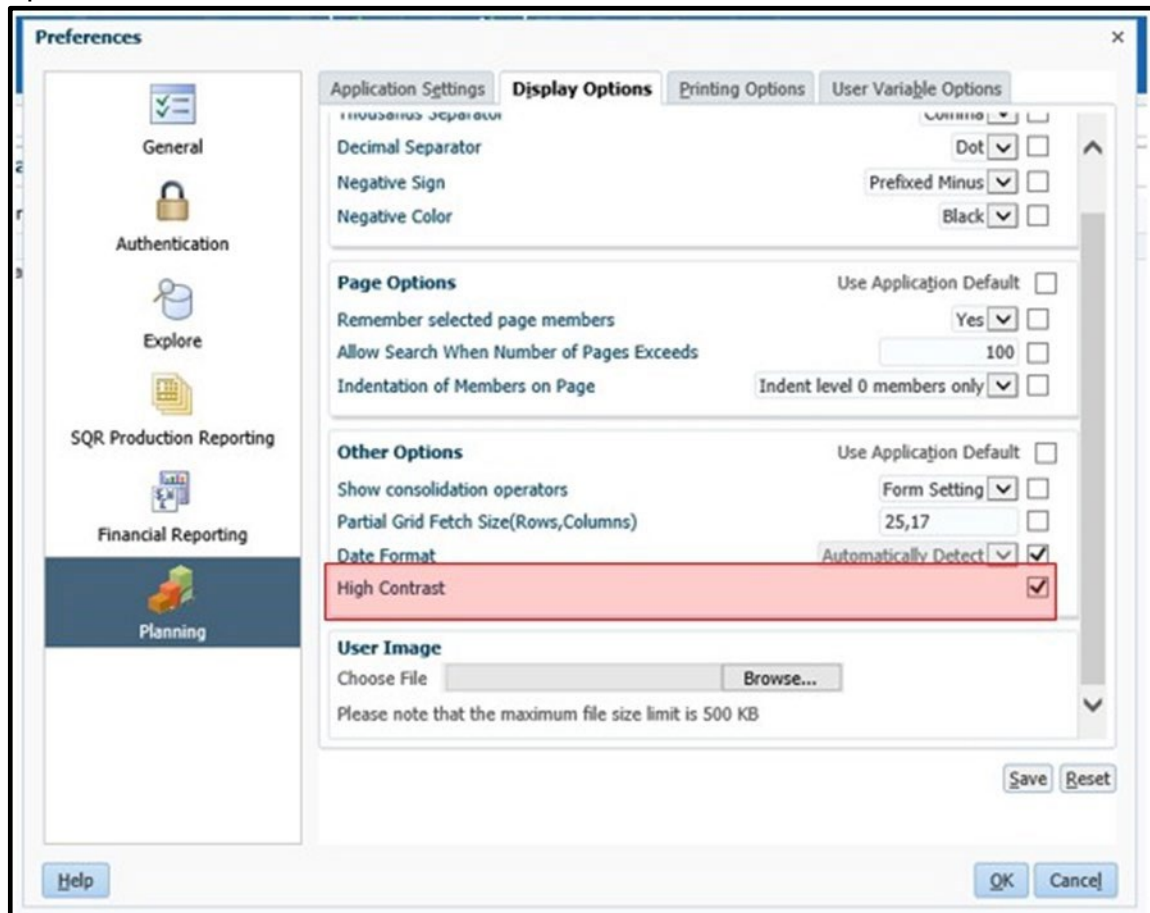 Preferences
General
Authentication
Explore
SQR Production Reporting
Financial Reporting
Planning
Application Settings Display Options Printing Options User Variable Options
Thousands Separator Comma
Decimal Separator Dot
Negative Sign Prefixed Minus
Negative Color Black
Page Options Use Application Default
Remember selected page members Yes
Allow Search When Number of Pages Exceeds 100
Indentation of Members on Page Indent level 0 members only
Other Options Use Application Default
Show consolidation operators Form Setting
Partial Grid Fetch Size(Rows,Columns) 25,17
Date Format Automatically Detect
High Contrast
User Image
Choose File Browse...
Please note that the maximum file size limit is 500 KB
Save Reset
Help OK Cancel